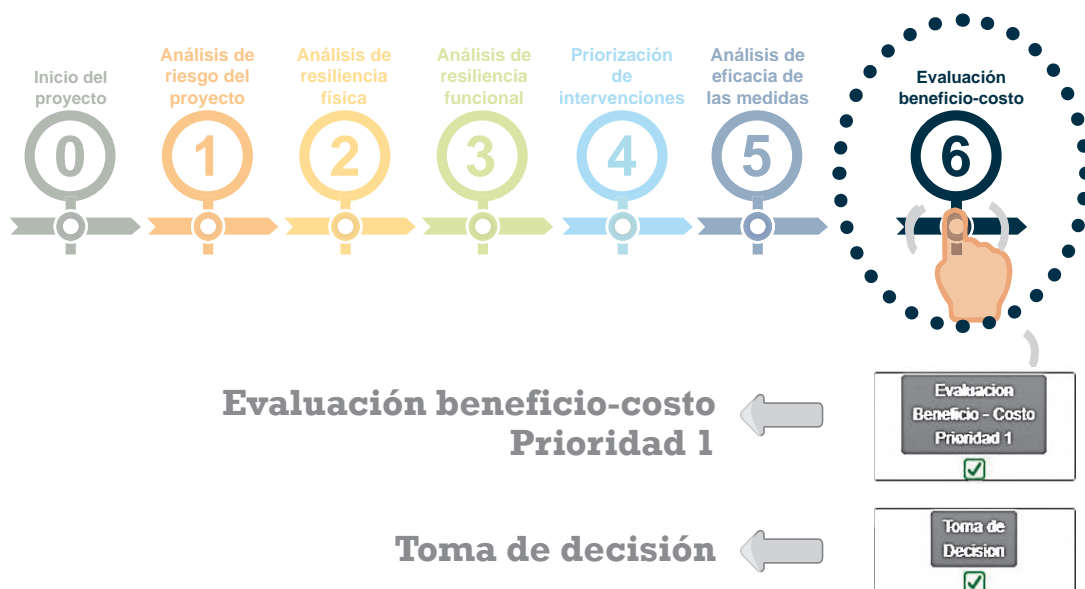 Inicio del
proyecto
0
Análisis de
riesgo del
proyecto
1
Análisis de
resiliencia
física
2
Análisis de
resiliencia
funcional
3
Priorización
de
intervenciones
4
Análisis de
eficacia de
las medidas
5
Evaluación
beneficio-costo
6
Evaluación beneficio-costo
Prioridad 1
Evaluacion
Beneficio - Costo
Prioridad 1
Toma de decisión
Toma de
Decision